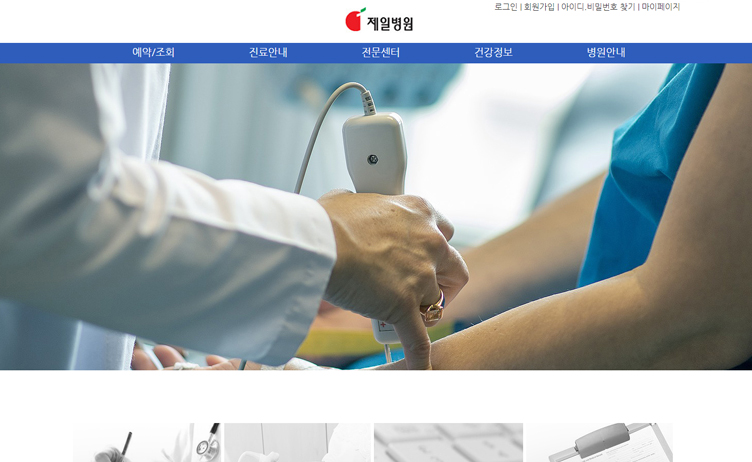 로그인 | 회원가입 | 아이디.비밀번호 찾기 | 마이페이지
제일병원
예약/조회 진료안내 전문센터 건강정보 병원안내